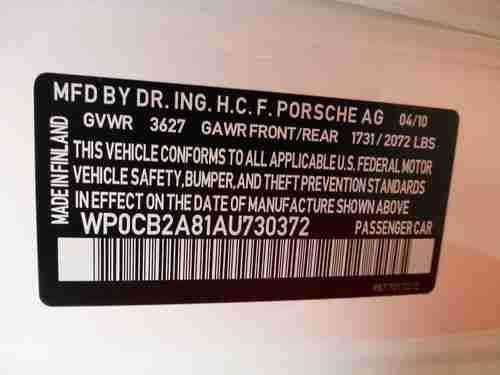 MFD BY DR. ING. H.C. F. PORSCHE AG 04/10
GVWR 3627 GAWR FRONT/REAR 1731/2072 LBS
THIS VEHICLE CONFORMS TO ALL APPLICABLE U.S. FEDERAL MOTOR
VEHICLE SAFETY, BUMPER, AND THEFT PREVENTION STANDARDS
IN EFFECT ON THE DATE OF MANUFACTURE SHOWN ABOVE
WP0CB2A81AU730372 PASSENGER CAR
MADE IN FINLAND